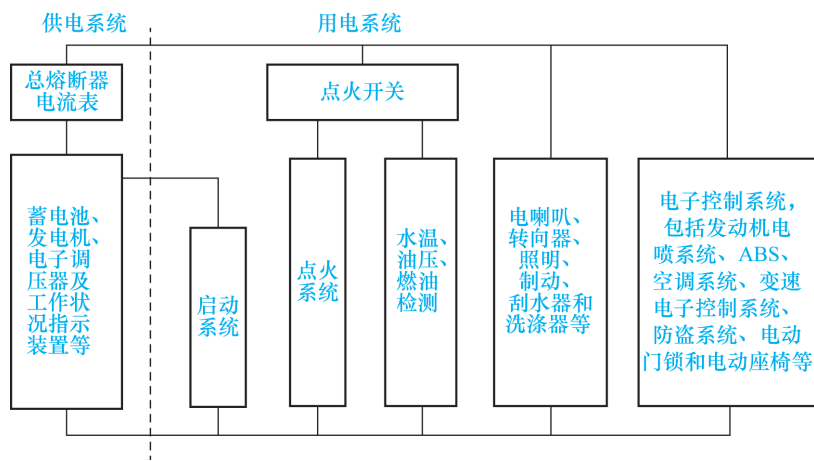 供电系统
用电系统
总熔断器
电流表
点火开关
蓄电池、
发电机、
电子调
压器及
工作状
况指示
装置等
启动
系统
点火
系统
水温、
油压、
燃油
检测
电喇叭、
转向器、
照明、
制动、
刮水器和
洗涤器等
电子控制系统，
包括发动机电
喷系统、ABS、
空调系统、变速
电子控制系统、
防盗系统、电动
门锁和电动座椅等